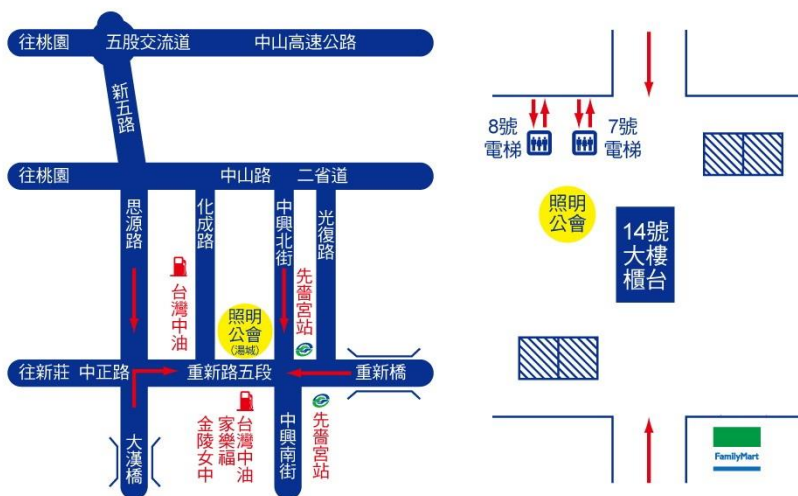 往桃園 五股交流道 中山高速公路
新五路
往桃園 中山路 二省道
思源路
化成路
中興北街
光復路
台灣中油
照明
公會
(湯城)
先嗇宮站
往新莊 中正路 重新路五段 重新橋
大漢橋
金陵女中
家樂福
台灣中油
中興南街
先嗇宮站
8號
電梯
7號
電梯
照明
公會
14號
大樓
櫃台
FamilyMart